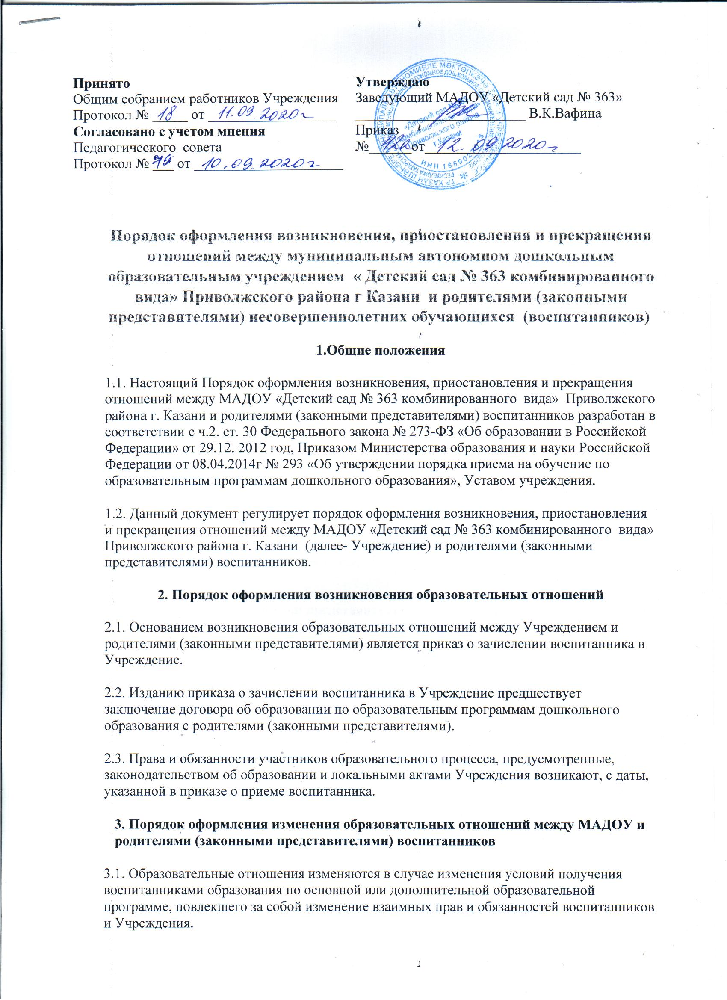 Принято
Общим собранием работников Учреждения
Протокол № 18 от 11.09.2020г
Согласовано с учетом мнения
Педагогического совета
Протокол № 79 от 10.09.2020г
Утверждаю
Заведующий МАДОУ «Детский сад № 363»
В.К.Вафина
Приказ
№ от 12.09.2020г
«Детский сад
комбинированного вида»
Приволжского района
г.Казани
ИНН
Порядок оформления возникновения, приостановления и прекращения
отношений между муниципальным автономном дошкольным
образовательным учреждением « Детский сад № 363 комбинированного
вида» Приволжского района г Казани и родителями (законными
представителями) несовершеннолетних обучающихся (воспитанников)
1.Общие положения
1.1. Настоящий Порядок оформления возникновения, приостановления и прекращения
отношений между МАДОУ «Детский сад № 363 комбинированного вида» Приволжского
района г. Казани и родителями (законными представителями) воспитанников разработан в
соответствии с ч.2. ст. 30 Федерального закона № 273-ФЗ «Об образовании в Российской
Федерации» от 29.12. 2012 год, Приказом Министерства образования и науки Российской
Федерации от 08.04.2014г № 293 «Об утверждении порядка приема на обучение по
образовательным программам дошкольного образования», Уставом учреждения.
1.2. Данный документ регулирует порядок оформления возникновения, приостановления
и прекращения отношений между МАДОУ «Детский сад № 363 комбинированного вида»
Приволжского района г. Казани (далее- Учреждение) и родителями (законными
представителями) воспитанников.
2. Порядок оформления возникновения образовательных отношений
2.1. Основанием возникновения образовательных отношений между Учреждением и
родителями (законными представителями) является приказ о зачислении воспитанника в
Учреждение.
2.2. Изданию приказа о зачислении воспитанника в Учреждение предшествует
заключение договора об образовании по образовательным программам дошкольного
образования с родителями (законными представителями).
2.3. Права и обязанности участников образовательного процесса, предусмотренные,
законодательством об образовании и локальными актами Учреждения возникают, с даты,
указанной в приказе о приеме воспитанника.
3. Порядок оформления изменения образовательных отношений между МАДОУ и
родителями (законными представителями) воспитанников
3.1. Образовательные отношения изменяются в случае изменения условий получения
воспитанниками образования по основной или дополнительной образовательной
программе, повлекшего за собой изменение взаимных прав и обязанностей воспитанников
и Учреждения.